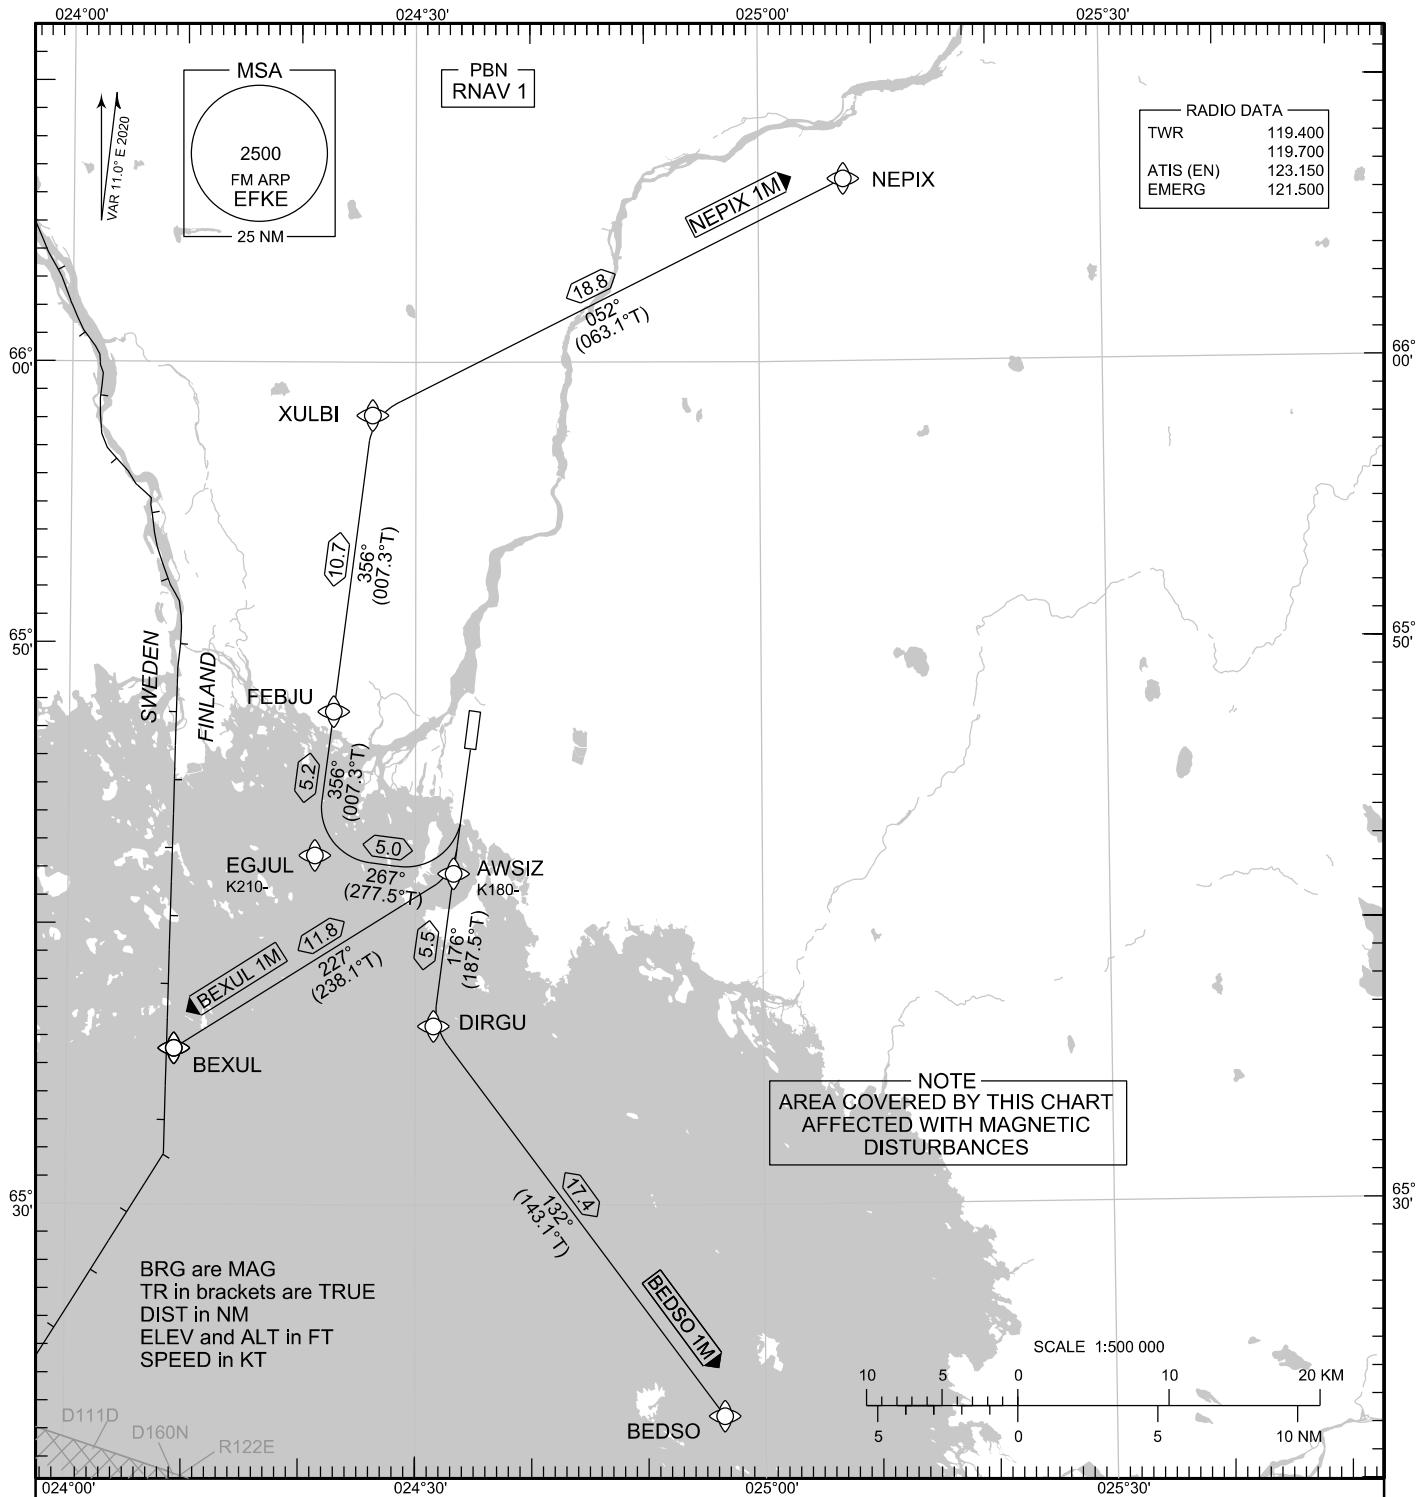 024°00'
024°30'
025°00'
025°30'
MSA
2500
FM ARP
EFKE
25 NM
VAR 11.0° E 2020
PBN
RNAV 1
RADIO DATA
TWR 119.400
119.700
ATIS (EN) 123.150
EMERG 121.500
NEPIX 1M
NEPIX
18.8
052°
(063.1°T)
66°
00'
66°
00'
XULBI
10.7
356°
(007.3°T)
65°
50'
65°
50'
SWEDEN
FINLAND
FEBJU
5.2
356°
(007.3°T)
EGJUL
K210-
5.0
267°
(277.5°T)
AWSIZ
K180-
BEXUL 1M
11.8
227°
(238.1°T)
5.5
176°
(187.5°T)
DIRGU
BEXUL
NOTE
AREA COVERED BY THIS CHART
AFFECTED WITH MAGNETIC
DISTURBANCES
65°
30'
65°
30'
17.4
132°
(143.1°T)
BRG are MAG
TR in brackets are TRUE
DIST in NM
ELEV and ALT in FT
SPEED in KT
BEDSO 1M
BEDSO
SCALE 1:500 000
10 5 0 10 20 KM
5 0 5 10 NM
D111D
D160N
R122E
024°00'
024°30'
025°00'
025°30'